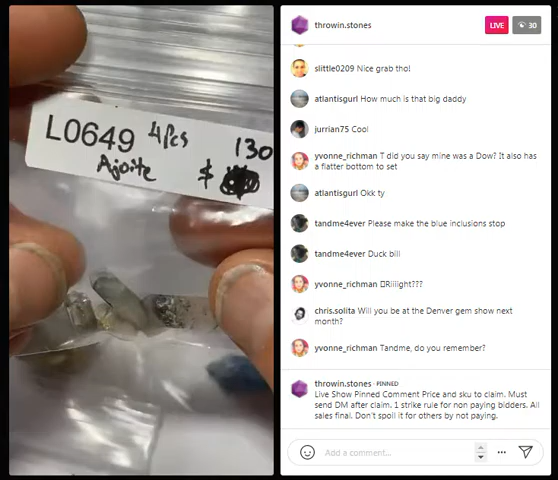 L0649 4Pcs
Ajoite
130
$
throwin.stones
LIVE
30
slittle0209 Nice grab tho!
atlantisgurl How much is that big daddy
jurrian75 Cool
yvonne_richman T did you say mine was a Dow? It also has
a flatter bottom to set
atlantisgurl Okk ty
tandme4ever Please make the blue inclusions stop
tandme4ever Duck bill
yvonne_richman Riiiight???
chris.solita Will you be at the Denver gem show next
month?
yvonne_richman Tandme, do you remember?
throwin.stones · PINNED
Live Show Pinned Comment Price and sku to claim. Must
send DM after claim. 1 strike rule for non paying bidders. All
sales final. Don't spoil it for others by not paying.
Add a comment...